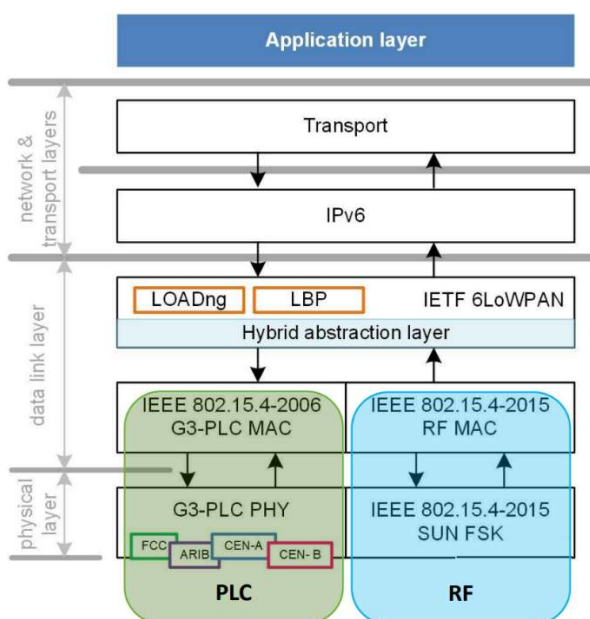 Application layer
network &
transport layers
Transport
IPv6
data link layer
LOADng
LBP
IETF 6LoWPAN
Hybrid abstraction layer
IEEE 802.15.4-2006
G3-PLC MAC
IEEE 802.15.4-2015
RF MAC
physical
layer
G3-PLC PHY
FCC
ARIB
CEN-A
CEN- B
IEEE 802.15.4-2015
SUN FSK
PLC
RF